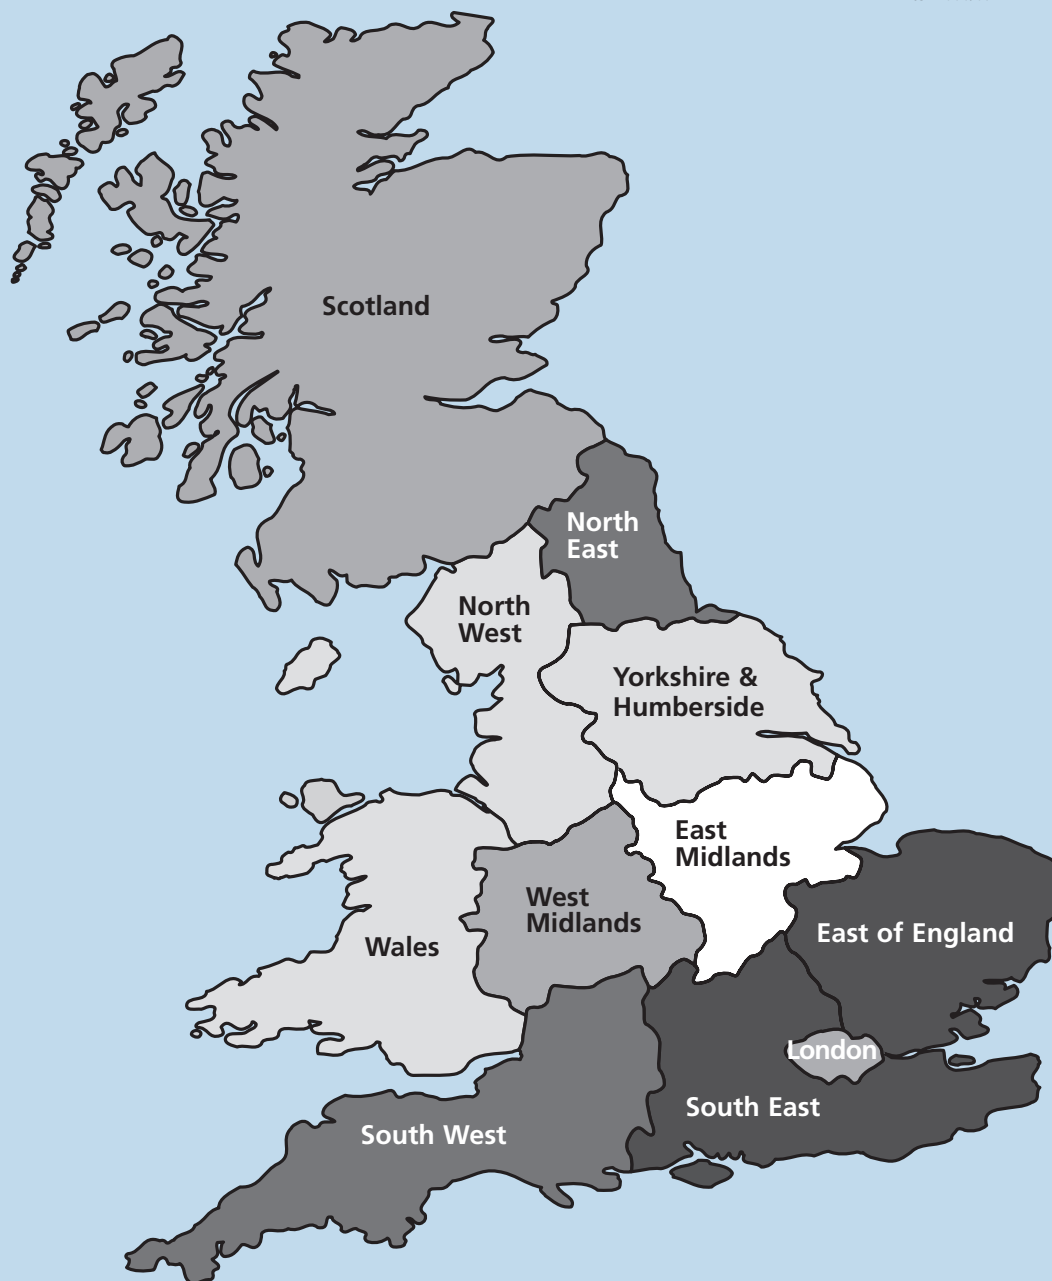 Scotland
North
East
North
West
Yorkshire &
Humberside
East
Midlands
West
Midlands
East of England
Wales
London
South East
South West